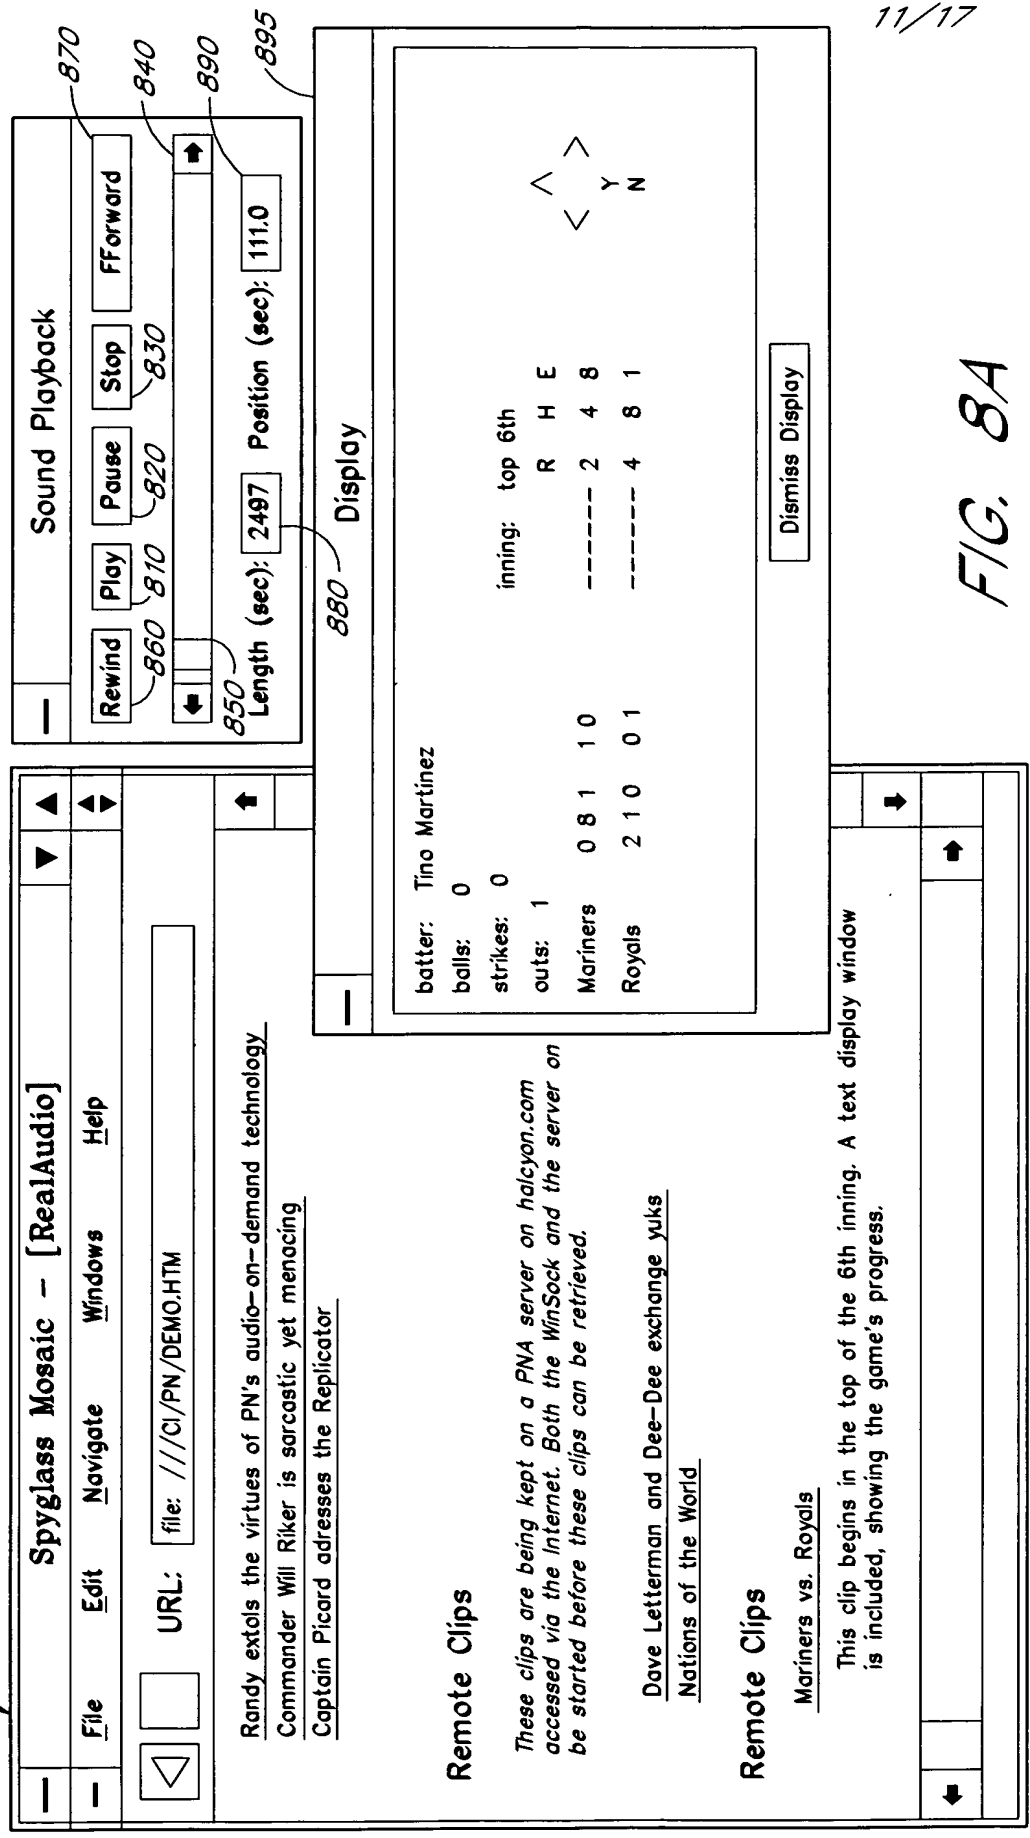 11/17
Spyglass Mosaic — [RealAudio]
File Edit Navigate Windows Help
URL: file: ///CI/PN/DEMO.HTM
Randy extols the virtues of PN's audio-on-demand technology
Commander Will Riker is sarcastic yet menacing
Captain Picard adresses the Replicator
Remote Clips
These clips are being kept on a PNA server on halcyon.com
accessed via the Internet. Both the WinSock and the server on
be started before these clips can be retrieved.
Dave Letterman and Dee-Dee exchange yuks
Nations of the World
Remote Clips
Mariners vs. Royals
This clip begins in the top of the 6th inning. A text display window
is included, showing the game's progress.
Sound Playback
Rewind Play Pause Stop FForward
860 810 820 830 870
840
850
Length (sec): 2497 Position (sec): 111.0
880 890
Display
895
batter: Tino Martinez
balls: 0
strikes: 0
inning: top 6th
outs: 1
R H E
Mariners 0 8 1 1 0 ------ 2 4 8
Royals 2 1 0 0 1 ------ 4 8 1
^
< >
Y
N
Dismiss Display
FIG. 8A